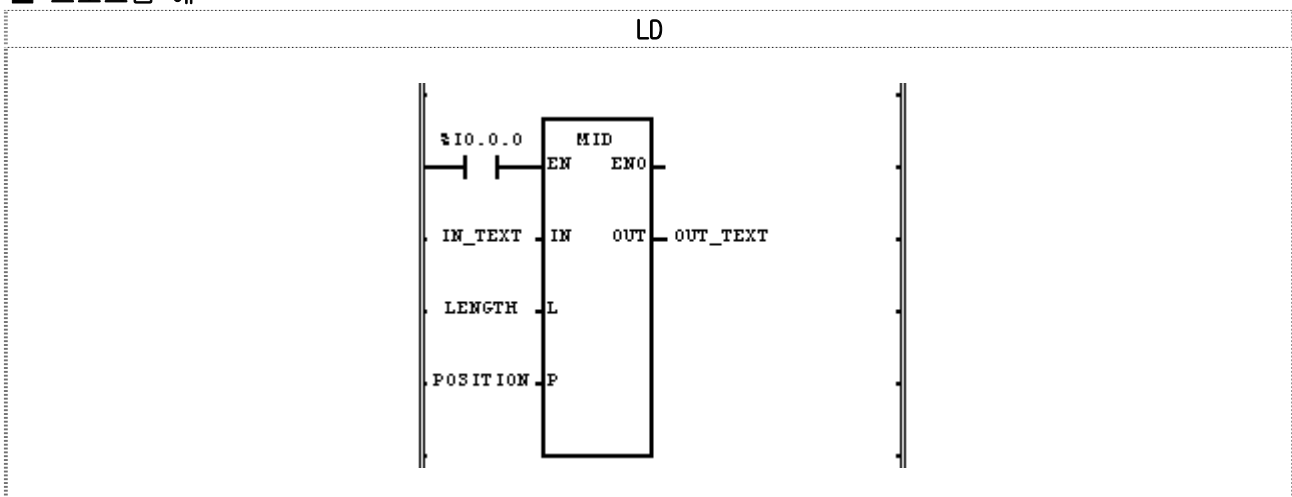 LD
%I0.0.0 MID
EN ENO
IN_TEXT IN OUT OUT_TEXT
LENGTH L
POSITION P